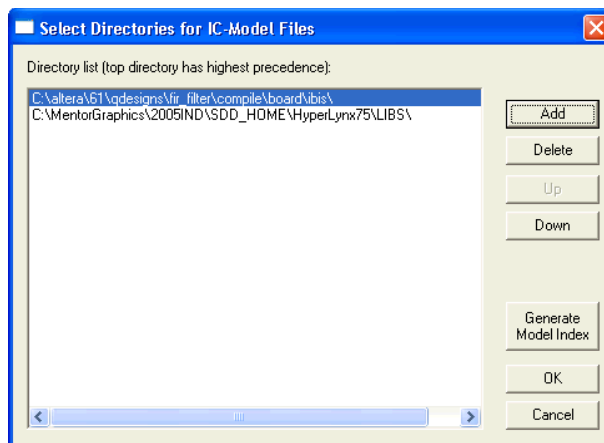 Select Directories for IC-Model Files
Directory list (top directory has highest precedence):
C:\altera\61\qdesigns\fir_filter\compile\board\ibis\
C:\MentorGraphics\2005IND\SDD_HOME\HyperLynx75\LIBS\
Add
Delete
Up
Down
Generate
Model Index
OK
Cancel